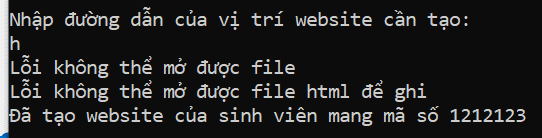 Nhập đường dẫn của vị trí website cần tạo:
h
Lỗi không thể mở được file
Lỗi không thể mở được file html để ghi
Đã tạo website của sinh viên mang mã số 1212123